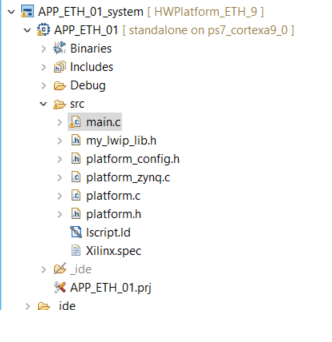 APP_ETH_01_system [ HWPlatform_ETH_9 ]
APP_ETH_01 [ standalone on ps7_cortexa9_0 ]
Binaries
Includes
Debug
src
main.c
my_lwip_lib.h
platform_config.h
platform_zynq.c
platform.c
platform.h
lscript.ld
Xilinx.spec
_ide
APP_ETH_01.prj
_ide